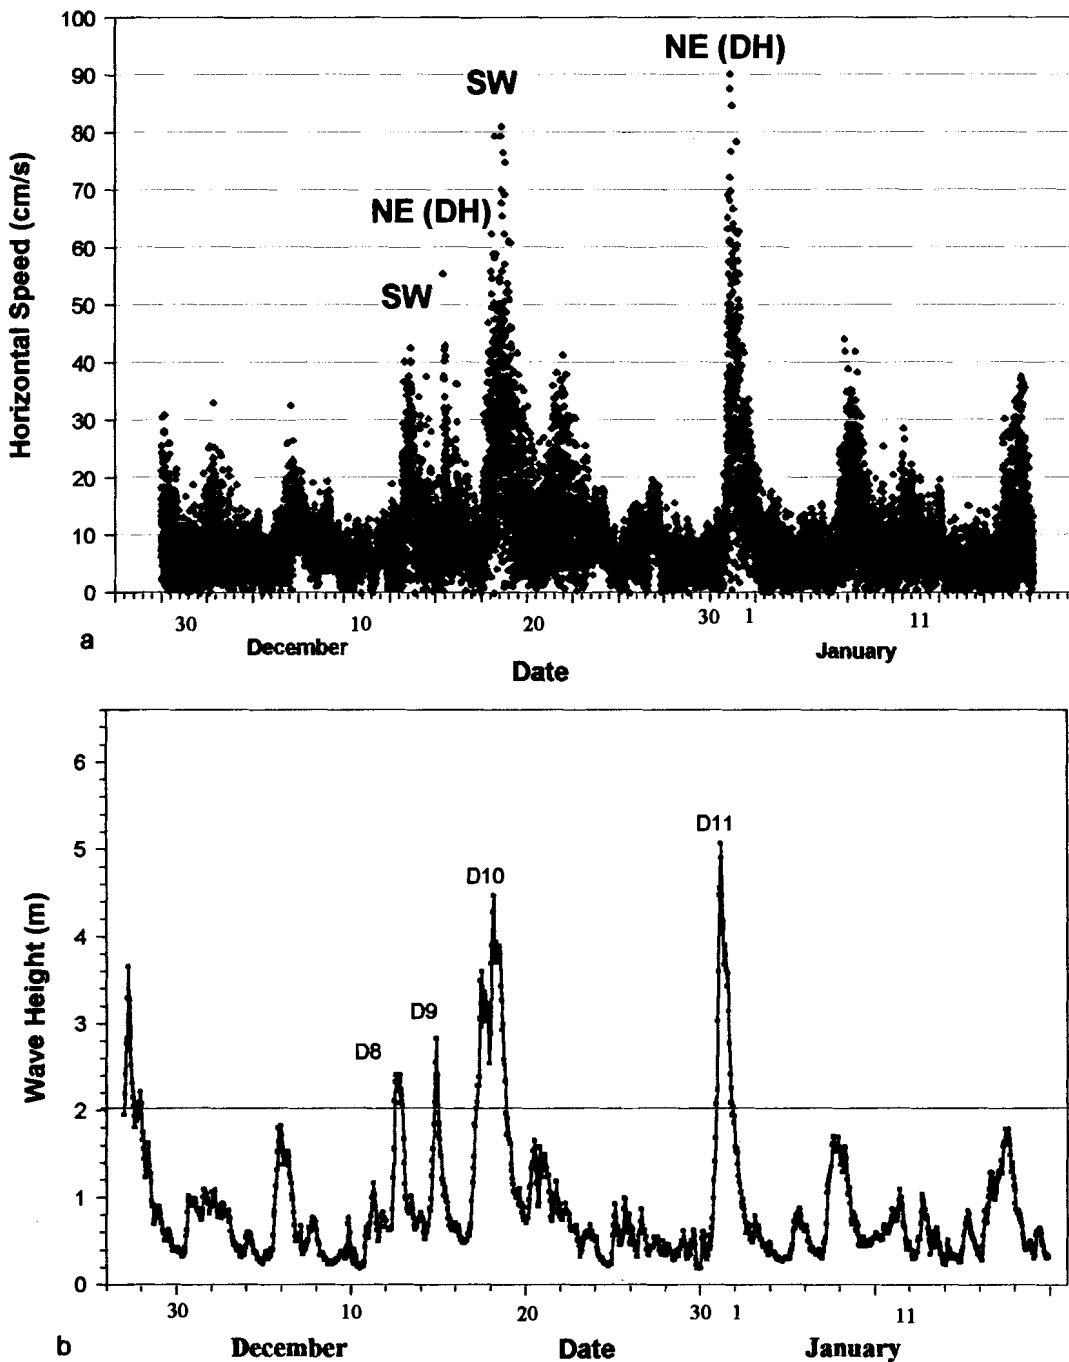 100
90
80
70
60
50
40
30
20
10
0
Horizontal Speed (cm/s)
NE (DH)
SW
NE (DH)
SW
30 10 20 30 1 11
December January
a
Date
6
5
4
3
2
1
0
Wave Height (m)
D11
D10
D9
D8
30 10 20 30 1 11
b December Date January